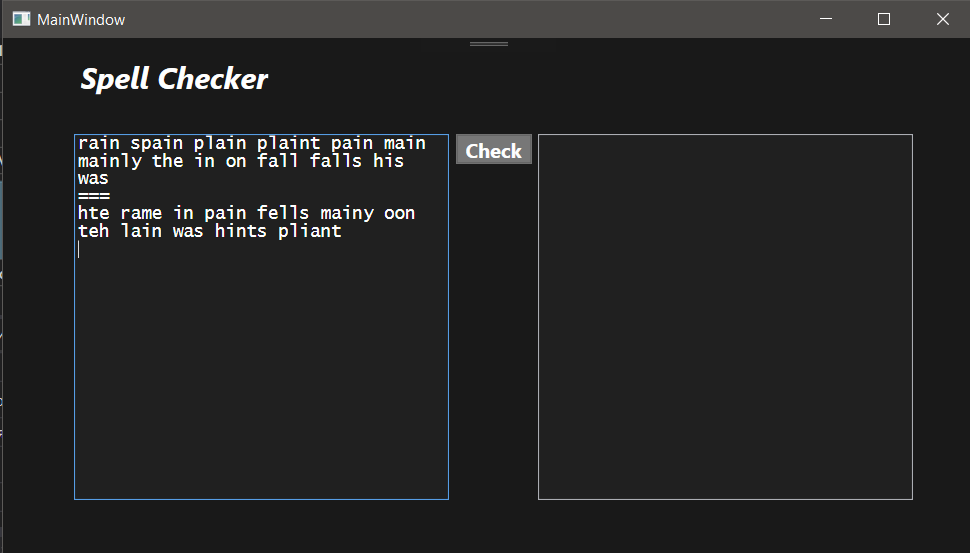 MainWindow
Spell Checker
rain spain plain plaint pain main
mainly the in on fall falls his
was
===
hte rame in pain fells mainy oon
teh lain was hints pliant
Check